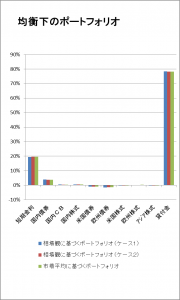 均衡下のポートフォリオ
90%
80%
70%
60%
50%
40%
30%
20%
10%
0%
-10%
短期金利
国内債券
国内CB
国内株式
米国債券
欧州債券
米国株式
欧州株式
アジア株式
貸付金
相場観に基づくポートフォリオ(ケース1)
相場観に基づくポートフォリオ(ケース2)
市場平均に基づくポートフォリオ